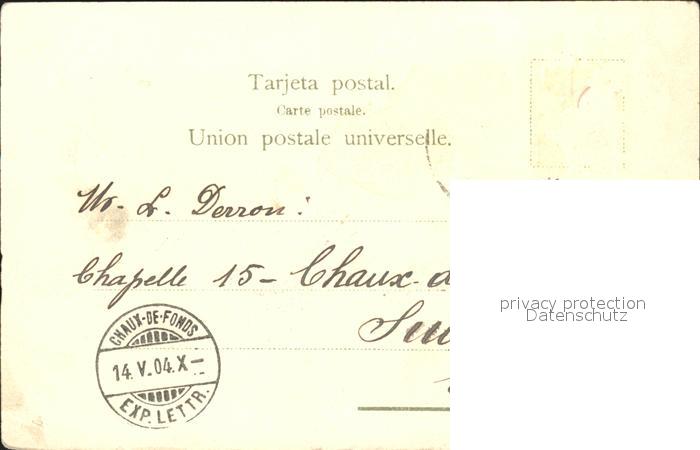 Tarjeta postal.
Carte postale.
Union postale universelle.
Mr. L. Derron:
Chapelle 15 – Chaux-d
privacy protection
Datenschutz
CHAUX-DE-FONDS
14.V.04.X–
EXP. LETTR.